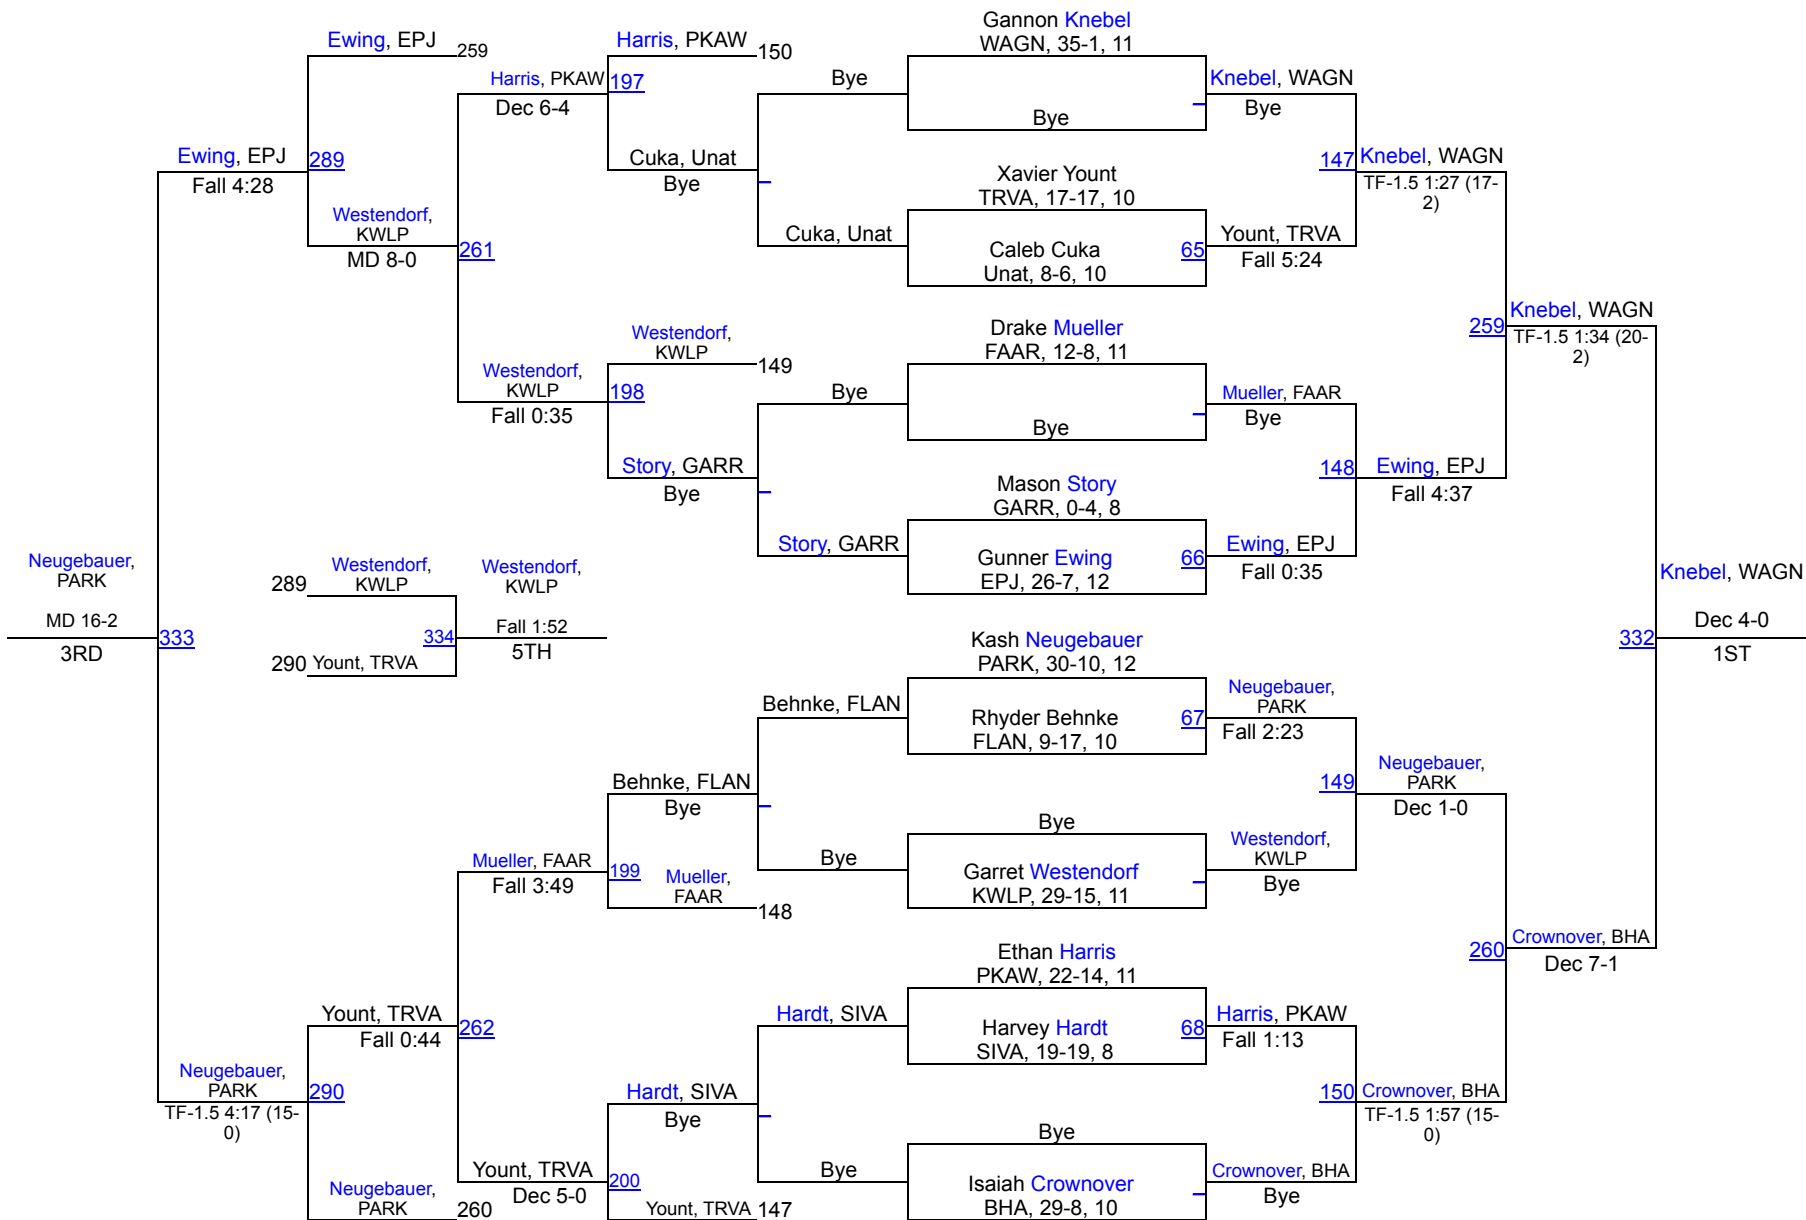 Gannon Knebel
WAGN, 35-1, 11
Ewing, EPJ
259
Harris, PKAW
150
Harris, PKAW
197
Dec 6-4
Bye
Knebel, WAGN
Bye
Bye
Ewing, EPJ
289
Fall 4:28
Cuka, Unat
Bye
Xavier Yount
TRVA, 17-17, 10
147
Knebel, WAGN
TF-1.5 1:27 (17-
2)
Westendorf,
KWLP
MD 8-0
261
Cuka, Unat
Caleb Cuka
Unat, 8-6, 10
65
Yount, TRVA
Fall 5:24
Westendorf,
KWLP
149
Drake Mueller
FAAR, 12-8, 11
259
Knebel, WAGN
TF-1.5 1:34 (20-
2)
Westendorf,
KWLP
198
Fall 0:35
Bye
Bye
Mueller, FAAR
Bye
Story, GARR
Bye
Mason Story
GARR, 0-4, 8
148
Ewing, EPJ
Fall 4:37
Story, GARR
Gunner Ewing
EPJ, 26-7, 12
66
Ewing, EPJ
Fall 0:35
Neugebauer,
PARK
MD 16-2
333
3RD
289
Westendorf,
KWLP
Westendorf,
KWLP
334
Fall 1:52
5TH
290
Yount, TRVA
Knebel, WAGN
332
Dec 4-0
1ST
Kash Neugebauer
PARK, 30-10, 12
Behnke, FLAN
Rhyder Behnke
FLAN, 9-17, 10
67
Neugebauer,
PARK
Fall 2:23
Behnke, FLAN
Bye
149
Neugebauer,
PARK
Dec 1-0
Mueller, FAAR
Fall 3:49
199
Mueller,
FAAR
148
Bye
Bye
Garret Westendorf
KWLP, 29-15, 11
Westendorf,
KWLP
Bye
Ethan Harris
PKAW, 22-14, 11
260
Crownover, BHA
Dec 7-1
Yount, TRVA
Fall 0:44
262
Hardt, SIVA
Harvey Hardt
SIVA, 19-19, 8
68
Harris, PKAW
Fall 1:13
Neugebauer,
PARK
290
TF-1.5 4:17 (15-
0)
Hardt, SIVA
Bye
150
Crownover, BHA
TF-1.5 1:57 (15-
0)
Yount, TRVA
Dec 5-0
200
Bye
Bye
Isaiah Crownover
BHA, 29-8, 10
Crownover, BHA
Bye
Neugebauer,
PARK
260
Yount, TRVA
147